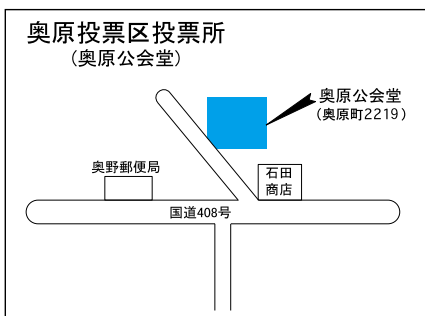 奥原投票区投票所
(奥原公会堂)
奥原公会堂
(奥原町2219)
奥野郵便局
石田
商店
国道408号